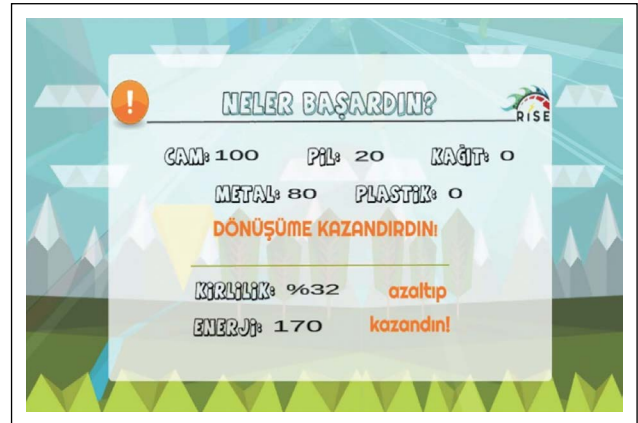 !
NELER BAŞARDIN?
RISE
CAM: 100 PİL: 20 KAĞIT: 0
METAL: 80 PLASTİK: 0
DÖNÜŞÜME KAZANDIRDIN!
KİRLİLİK: %32 azaltıp
ENERJİ: 170 kazandın!